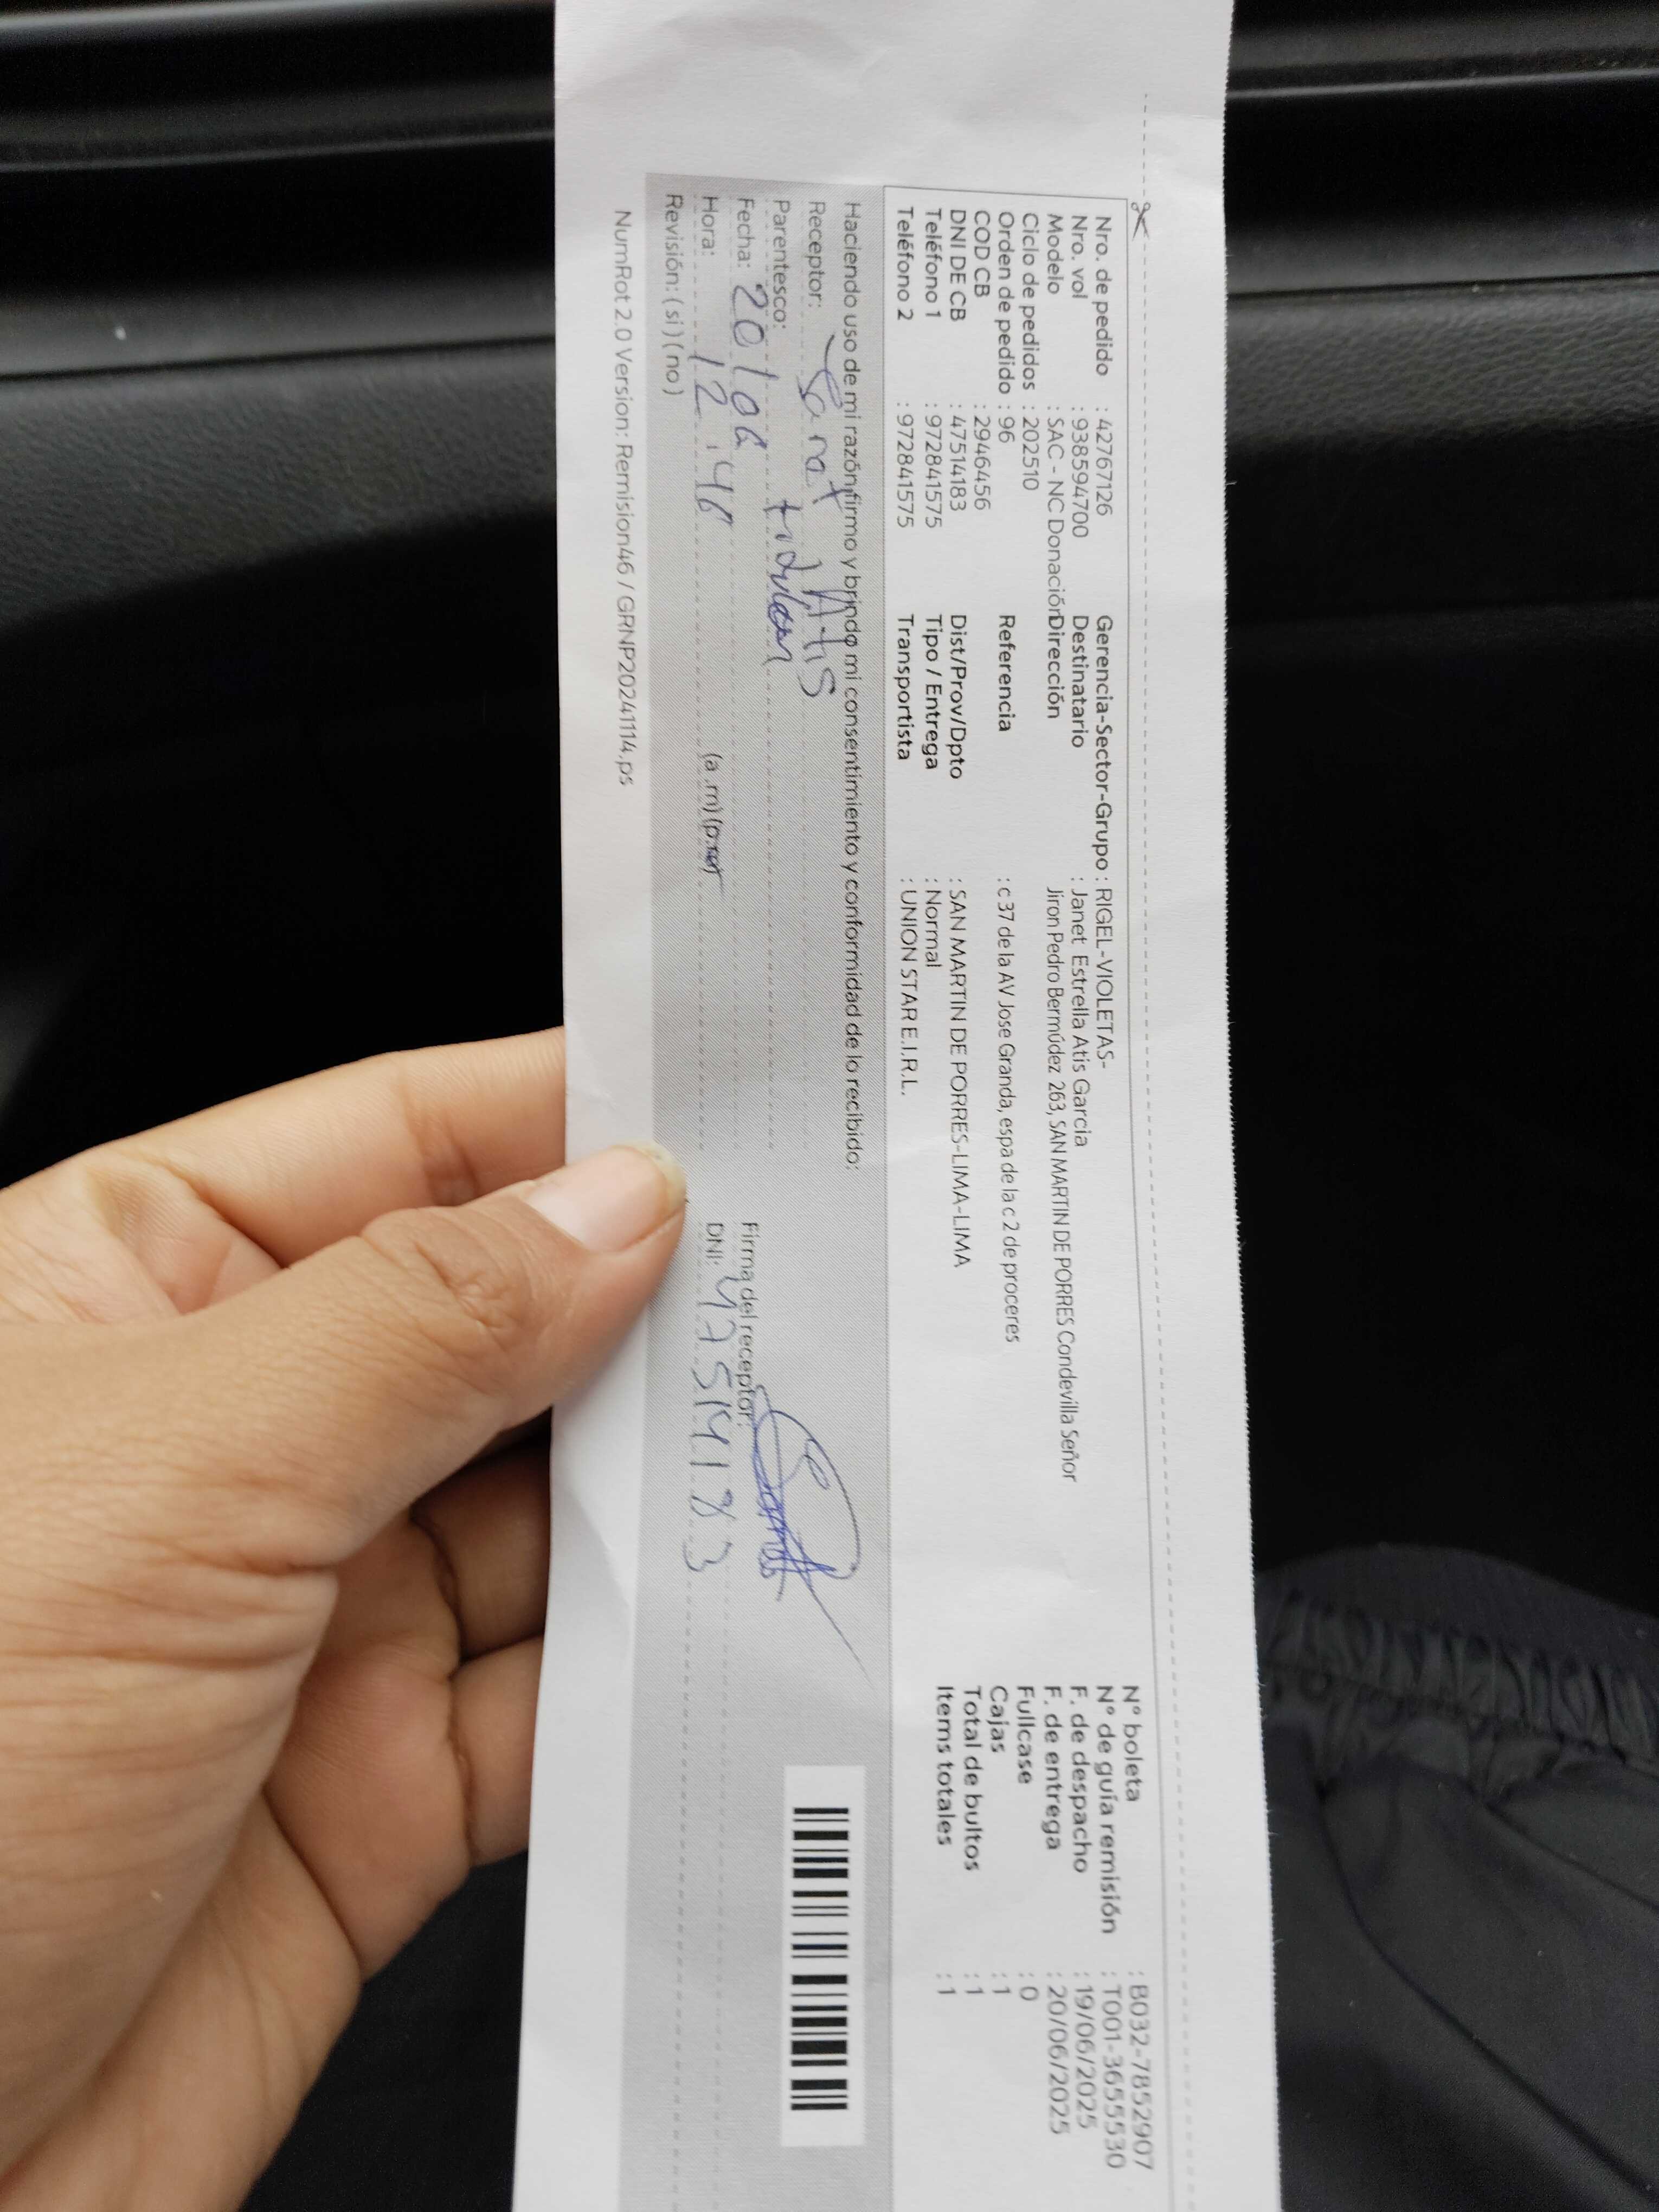 Nro. de pedido : 42767126
Nro. vol : 938594700
Modelo : SAC - NC Donación
Ciclo de pedidos : 202510
Orden de pedido : 96
COD CB : 2946456
DNI DE CB : 47514183
Teléfono 1 : 972841575
Teléfono 2 : 972841575
Gerencia-Sector-Grupo : RIGEL-VIOLETAS-
Destinatario : Janet Estrella Atis Garcia
Dirección Jiron Pedro Bermúdez 263, SAN MARTIN DE PORRES Condevilla Señor
Referencia : c 37 de la AV Jose Granda, espa de la c 2 de proceres
Dist/Prov/Dpto : SAN MARTIN DE PORRES-LIMA-LIMA
Tipo / Entrega : Normal
Transportista : UNION STAR E.I.R.L.
N° boleta : B032-7852907
N° de guía remisión : T001-3655530
F. de despacho : 19/06/2025
F. de entrega : 20/06/2025
Fullcase : 0
Cajas : 1
Total de bultos : 1
Items totales : 1
Haciendo uso de mi razón firmo y brindo mi consentimiento y conformidad de lo recibido:
Receptor: Janet Atis
Parentesco: titular
Fecha: 20/06
Hora: 12:46 (a.m)(p.m)
Revisión: ( si ) ( no )
Firma del receptor:
DNI: 47514183
NumRot 2.0 Version: Remision46 / GRNP20241114.ps